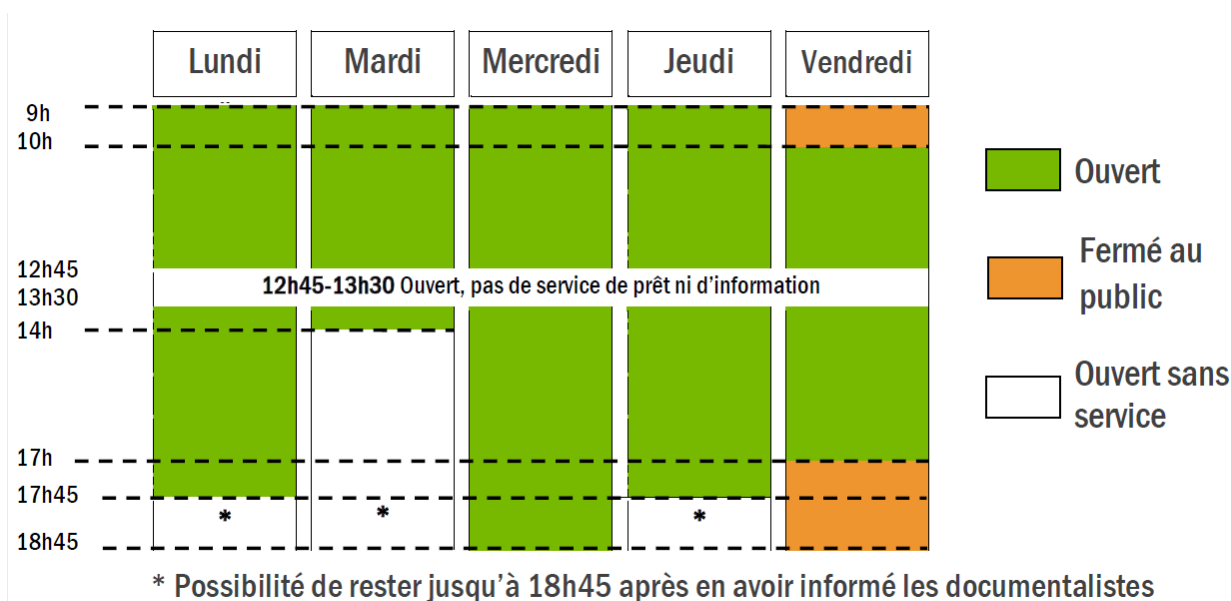 Lundi Mardi Mercredi Jeudi Vendredi
9h
10h
Ouvert
Fermé au
public
12h45
12h45-13h30 Ouvert, pas de service de prêt ni d'information
13h30
14h
Ouvert sans
service
17h
17h45
* * *
18h45
* Possibilité de rester jusqu'à 18h45 après en avoir informé les documentalistes